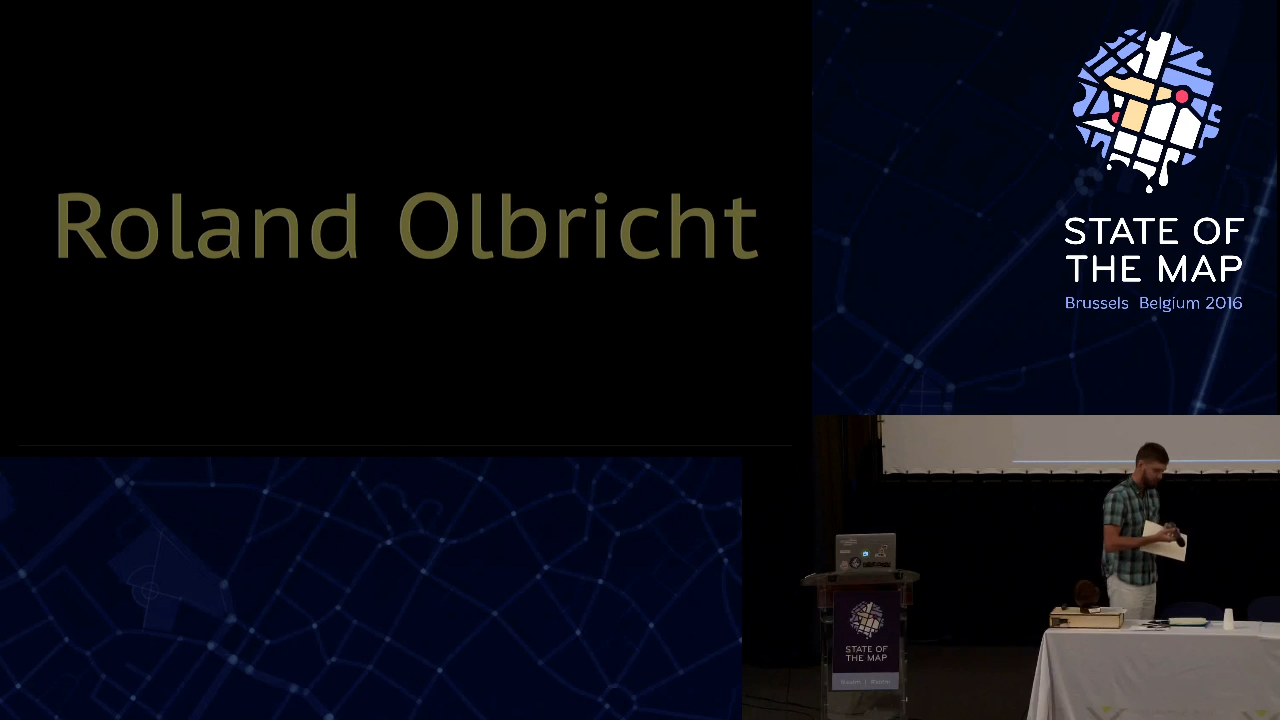 Roland Olbricht
STATE OF
THE MAP
Brussels Belgium 2016
STATE OF
THE MAP